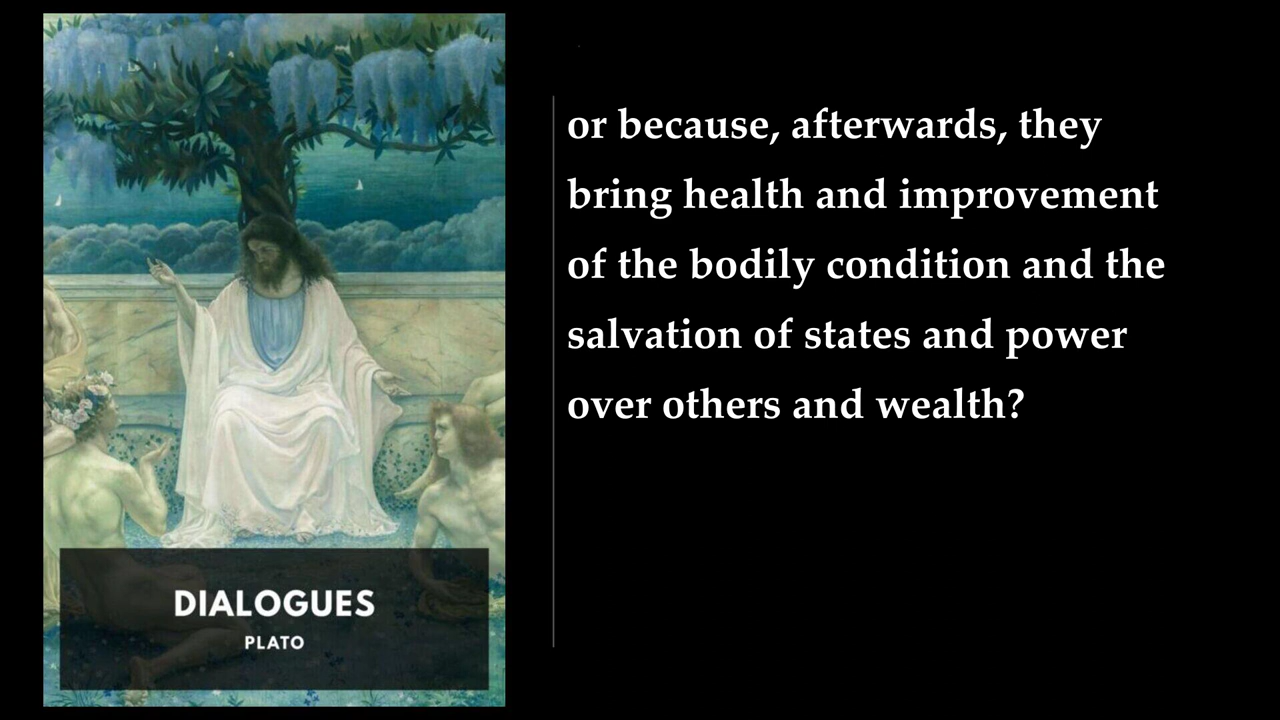 or because, afterwards, they
bring health and improvement
of the bodily condition and the
salvation of states and power
over others and wealth?
DIALOGUES
PLATO